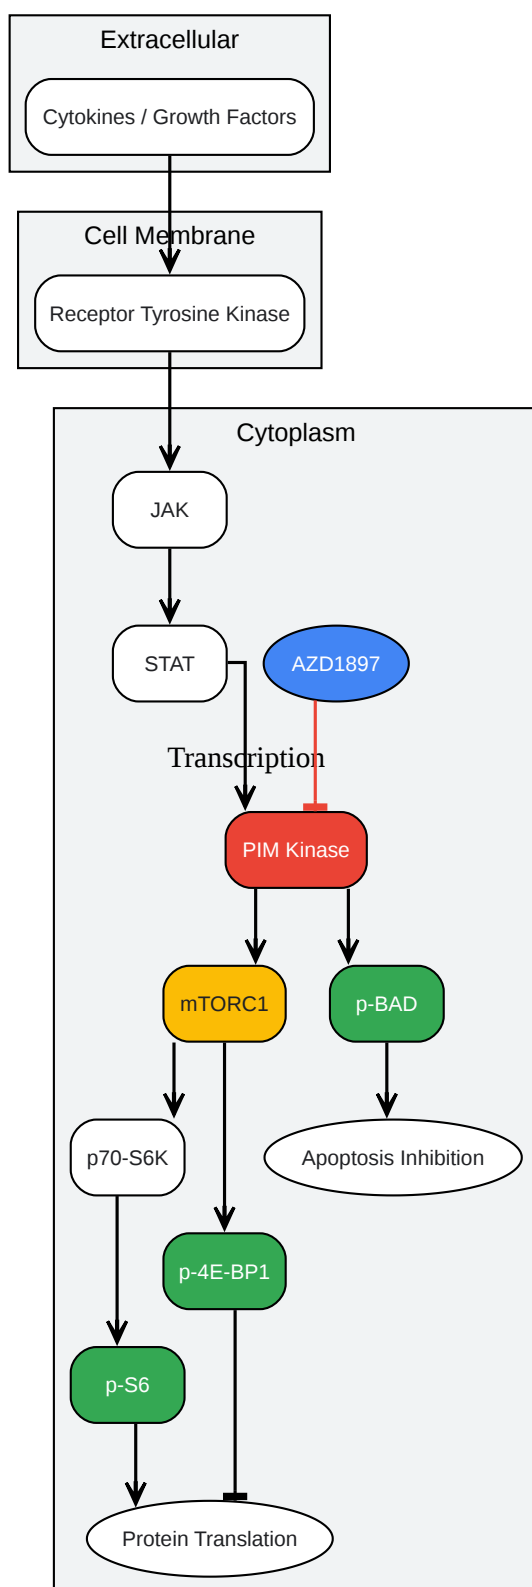 Extracellular
Cytokines / Growth Factors
Cell Membrane
Receptor Tyrosine Kinase
Cytoplasm
JAK
STAT
AZD1897
Transcription
PIM Kinase
mTORC1
p-BAD
p70-S6K
Apoptosis Inhibition
p-4E-BP1
p-S6
Protein Translation